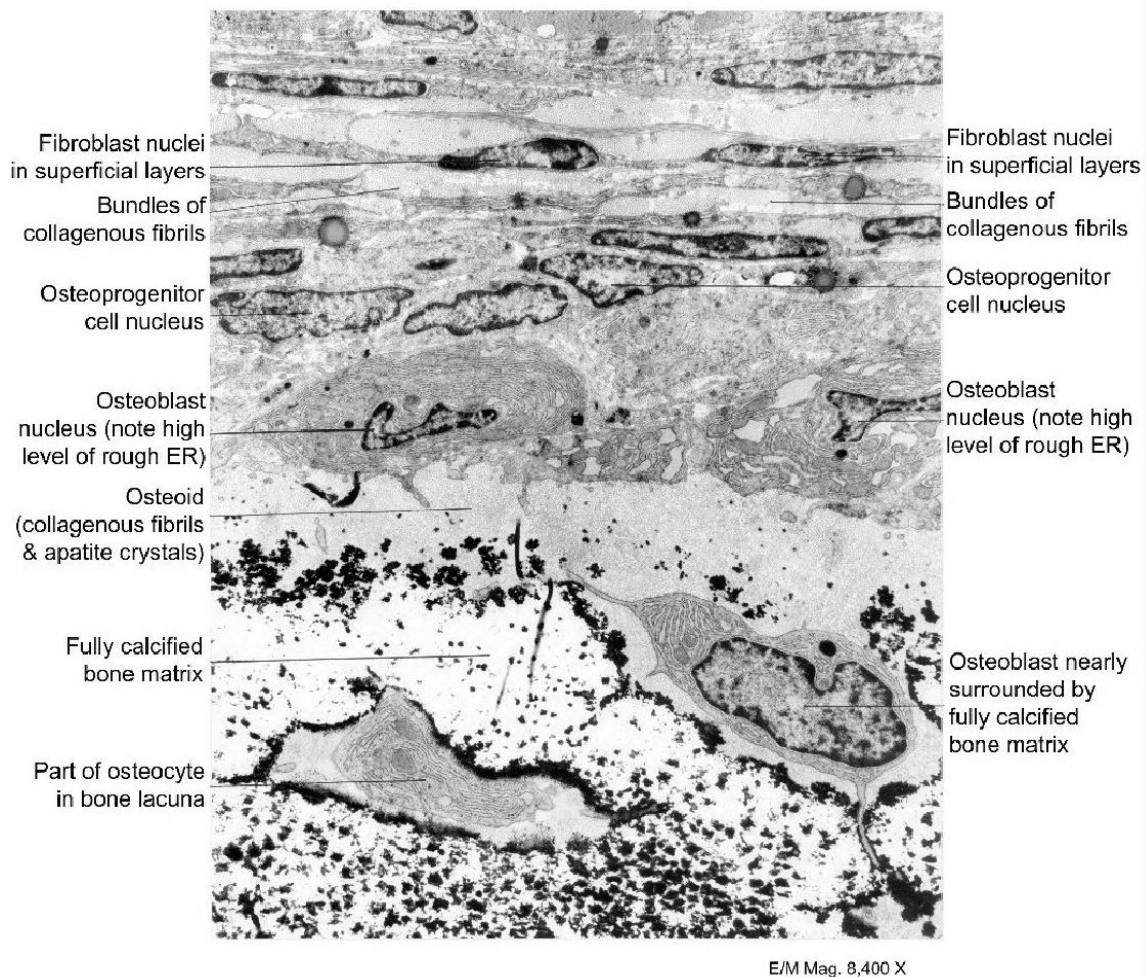 Fibroblast nuclei
in superficial layers
Bundles of
collagenous fibrils
Osteoprogenitor
cell nucleus
Osteoblast
nucleus (note high
level of rough ER)
Osteoid
(collagenous fibrils
& apatite crystals)
Fully calcified
bone matrix
Part of osteocyte
in bone lacuna
Fibroblast nuclei
in superficial layers
Bundles of
collagenous fibrils
Osteoprogenitor
cell nucleus
Osteoblast
nucleus (note high
level of rough ER)
Osteoblast nearly
surrounded by
fully calcified
bone matrix
E/M Mag. 8,400 X